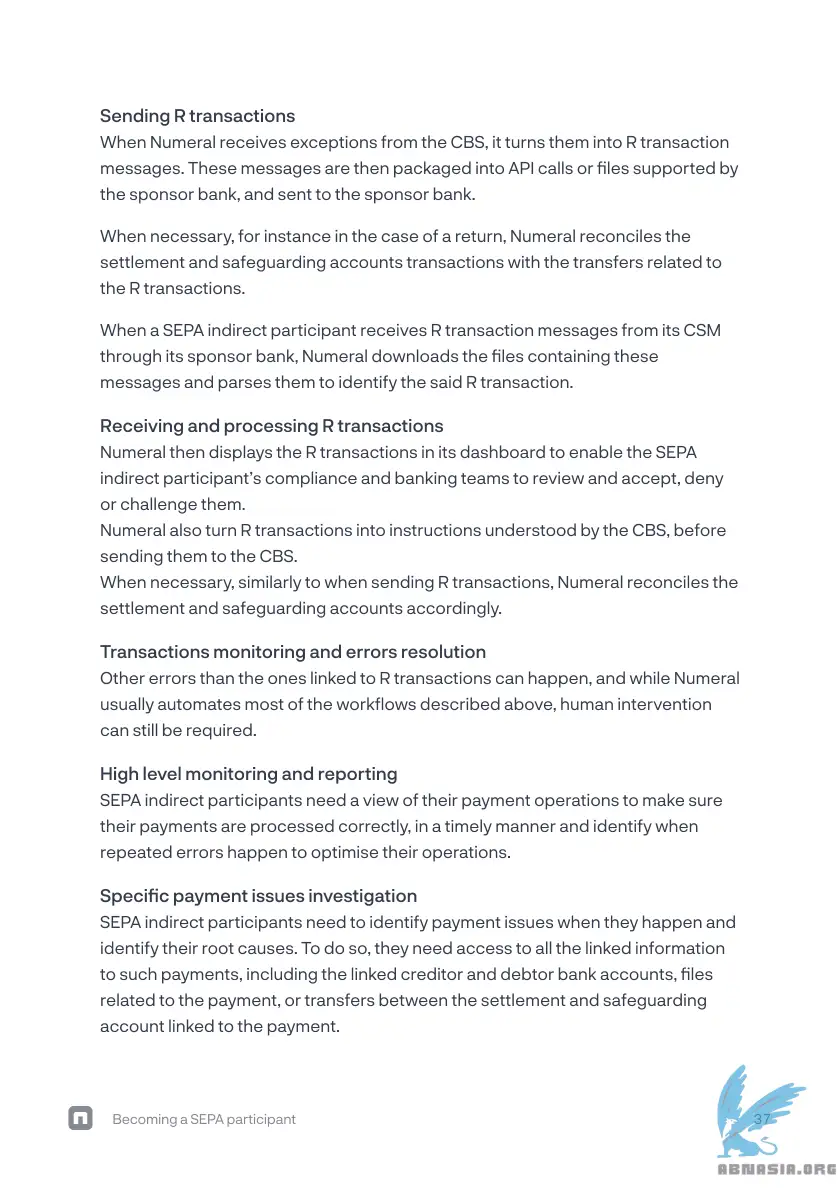 Sending R transactions
When Numeral receives exceptions from the CBS, it turns them into R transaction
messages. These messages are then packaged into API calls or files supported by
the sponsor bank, and sent to the sponsor bank.
When necessary, for instance in the case of a return, Numeral reconciles the
settlement and safeguarding accounts transactions with the transfers related to
the R transactions.
When a SEPA indirect participant receives R transaction messages from its CSM
through its sponsor bank, Numeral downloads the files containing these
messages and parses them to identify the said R transaction.
Receiving and processing R transactions
Numeral then displays the R transactions in its dashboard to enable the SEPA
indirect participant's compliance and banking teams to review and accept, deny
or challenge them.
Numeral also turn R transactions into instructions understood by the CBS, before
sending them to the CBS.
When necessary, similarly to when sending R transactions, Numeral reconciles the
settlement and safeguarding accounts accordingly.
Transactions monitoring and errors resolution
Other errors than the ones linked to R transactions can happen, and while Numeral
usually automates most of the workflows described above, human intervention
can still be required.
High level monitoring and reporting
SEPA indirect participants need a view of their payment operations to make sure
their payments are processed correctly, in a timely manner and identify when
repeated errors happen to optimise their operations.
Specific payment issues investigation
SEPA indirect participants need to identify payment issues when they happen and
identify their root causes. To do so, they need access to all the linked information
to such payments, including the linked creditor and debtor bank accounts, files
related to the payment, or transfers between the settlement and safeguarding
account linked to the payment.
n Becoming a SEPA participant 37
ABNASIA.ORG